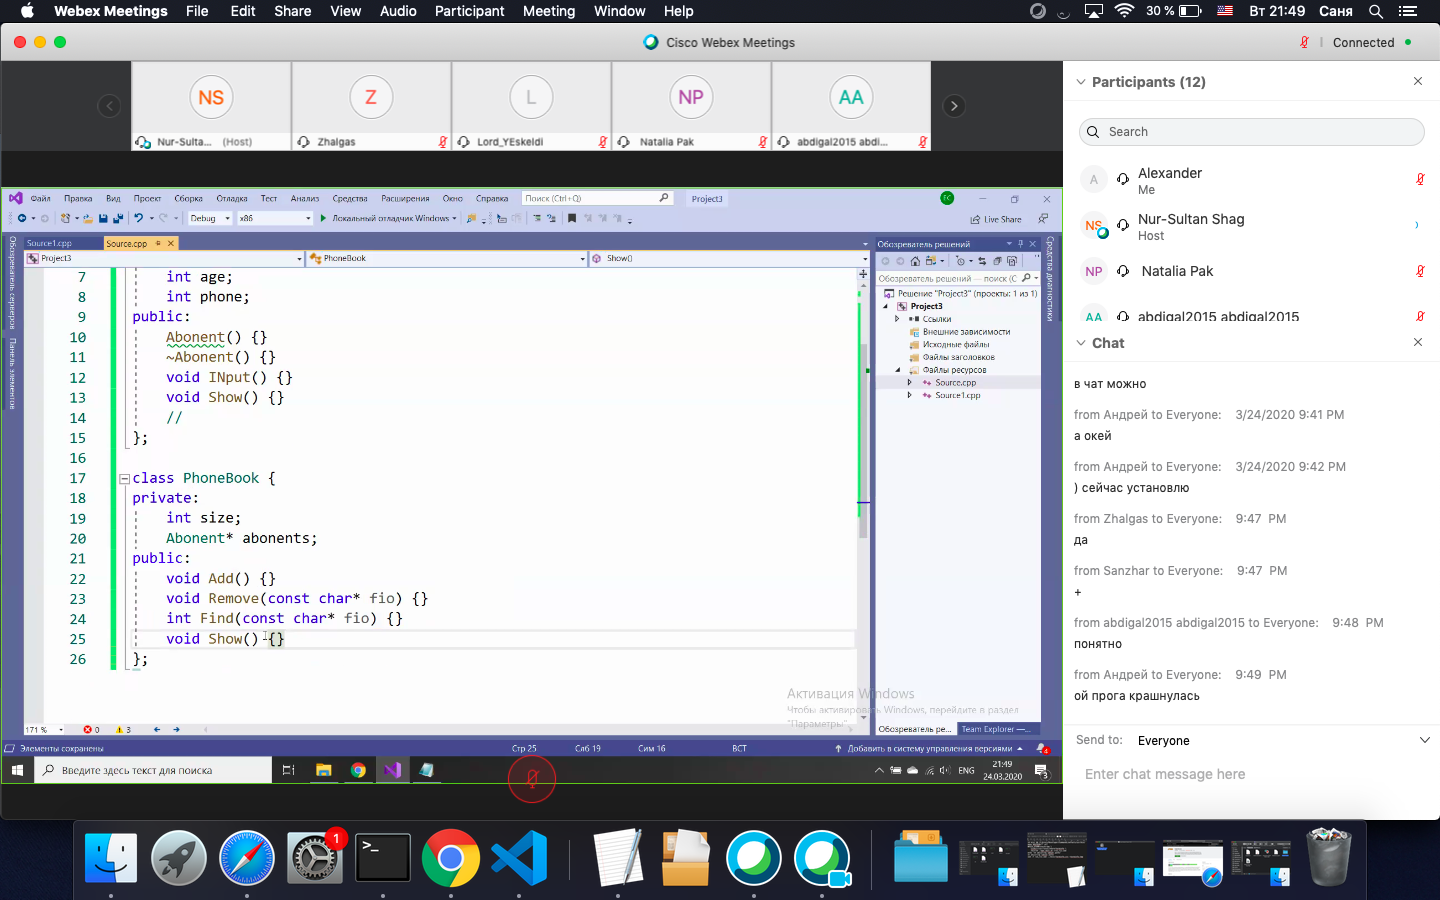 Webex Meetings File Edit Share View Audio Participant Meeting Window Help 30 % Вт 21:49 Саня
Cisco Webex Meetings
Connected
NS
Z
L
NP
AA
Nur-Sulta... (Host)
Zhalgas
Lord_YEskeldi
Natalia Pak
abdigal2015 abdi...
Файл Правка Вид Проект Сборка Отладка Тест Анализ Средства Расширения Окно Справка Поиск (Ctrl+Q) Project3
Debug x86 Локальный отладчик Windows Live Share
Обозреватель серверов
Панель элементов
Source1.cpp Source.cpp
Project3 PhoneBook Show()
7 int age;
8 int phone;
9 public:
10 Abonent() {}
11 ~Abonent() {}
12 void INput() {}
13 void Show() {}
14 //
15 };
16
17 class PhoneBook {
18 private:
19 int size;
20 Abonent* abonents;
21 public:
22 void Add() {}
23 void Remove(const char* fio) {}
24 int Find(const char* fio) {}
25 void Show() {}
26 };
171 % 0 3
Активация Windows
Чтобы активировать Windows, перейдите в раздел
"Параметры".
Обозреватель решений
Обозреватель решений — поиск (C
Решение "Project3" (проекты: 1 из 1)
Project3
Ссылки
Внешние зависимости
Исходные файлы
Файлы заголовков
Файлы ресурсов
Source.cpp
Source1.cpp
Обозреватель ре... Team Explorer —...
Средства диагностики
Элементы сохранены Стр 25 Слб 19 Сим 16 ВСТ Добавить в систему управления версиями 4
Введите здесь текст для поиска
ENG 21:49
24.03.2020
3
Participants (12)
Search
A
Alexander
Me
NS
Nur-Sultan Shag
Host
NP
Natalia Pak
AA
abdigal2015 abdigal2015
Chat
в чат можно
from Андрей to Everyone: 3/24/2020 9:41 PM
а окей
from Андрей to Everyone: 3/24/2020 9:42 PM
) сейчас установлю
from Zhalgas to Everyone: 9:47 PM
да
from Sanzhar to Everyone: 9:47 PM
+
from abdigal2015 abdigal2015 to Everyone: 9:48 PM
понятно
from Андрей to Everyone: 9:49 PM
ой прога крашнулась
Send to: Everyone
Enter chat message here
1
>_